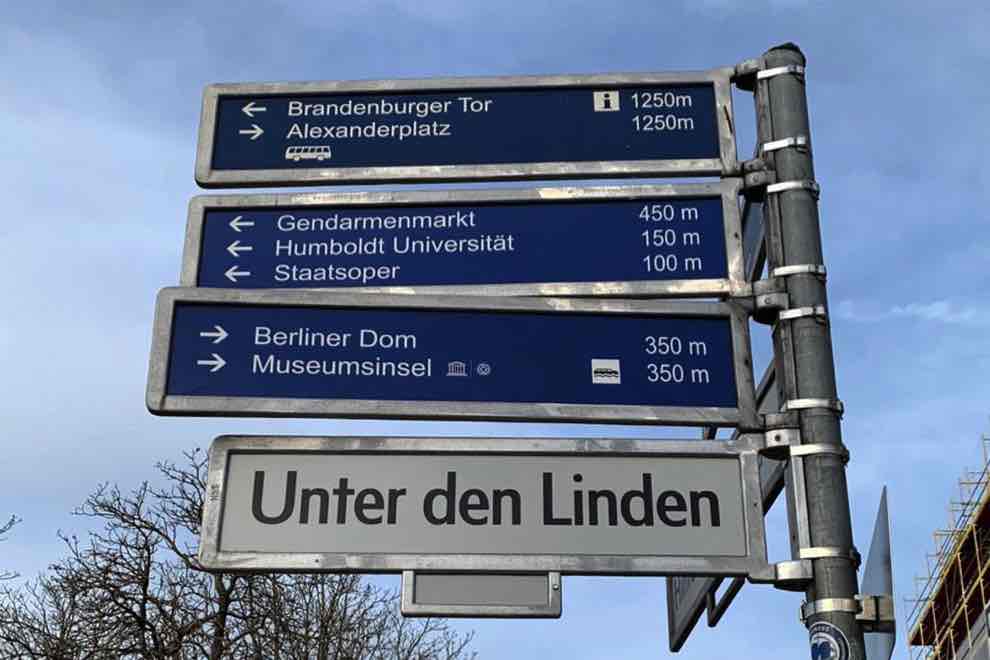 ← Brandenburger Tor 1250m
→ Alexanderplatz 1250m
← Gendarmenmarkt 450 m
← Humboldt Universität 150 m
← Staatsoper 100 m
→ Berliner Dom 350 m
→ Museumsinsel 350 m
Unter den Linden